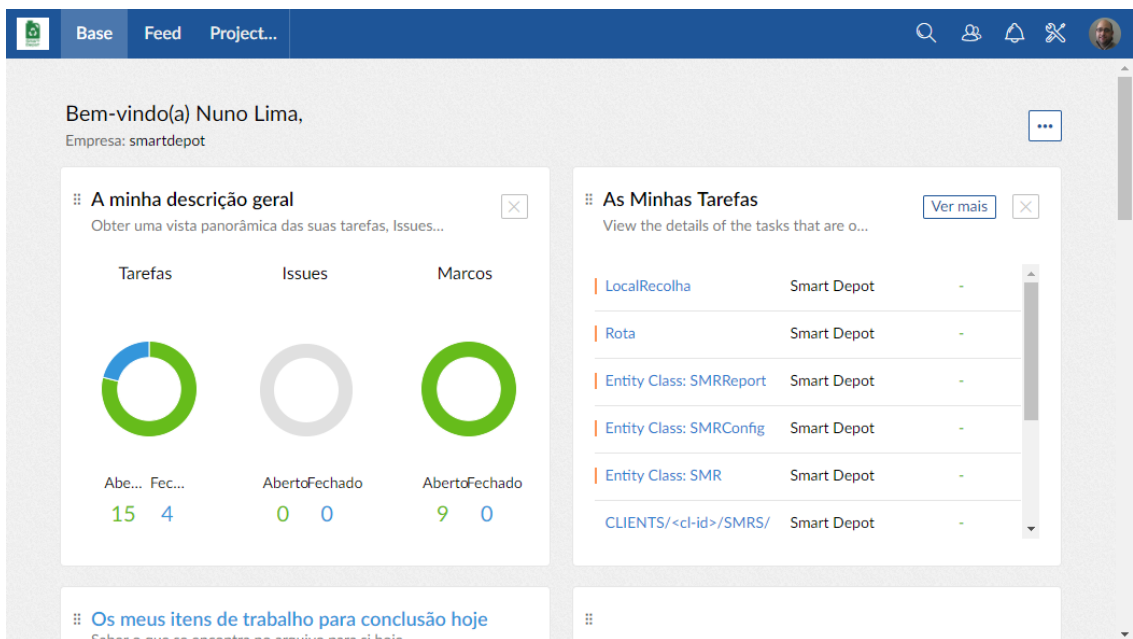 Base Feed Project...
Bem-vindo(a) Nuno Lima,
Empresa: smartdepot
A minha descrição geral
Obter uma vista panorâmica das suas tarefas, Issues...
Tarefas Issues Marcos
Abe... Fec... Aberto Fechado Aberto Fechado
15 4 0 0 9 0
As Minhas Tarefas
Ver mais
View the details of the tasks that are o...
LocalRecolha Smart Depot -
Rota Smart Depot -
Entity Class: SMRReport Smart Depot -
Entity Class: SMRConfig Smart Depot -
Entity Class: SMR Smart Depot -
CLIENTS/<cl-id>/SMRS/ Smart Depot -
Os meus itens de trabalho para conclusão hoje